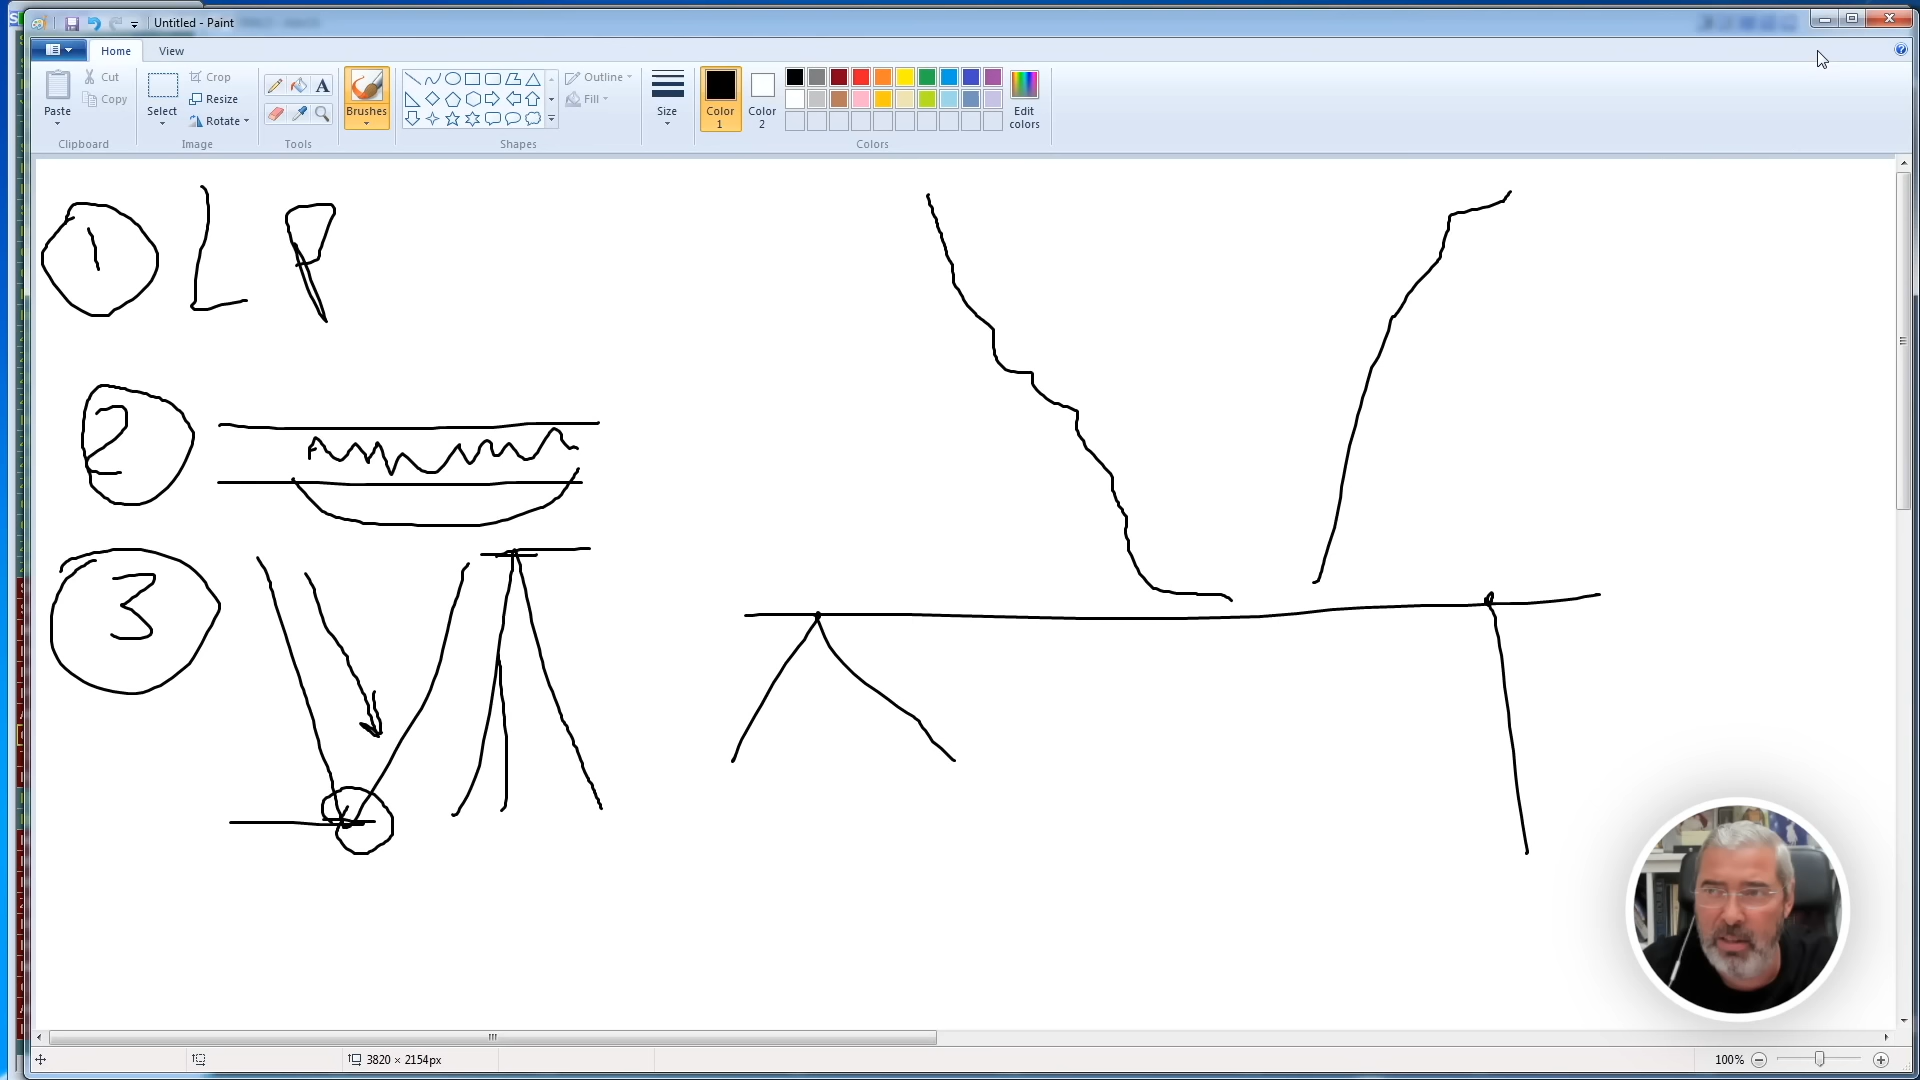 Untitled - Paint
Home View
Paste
Cut
Copy
Clipboard
Select
Crop
Resize
Rotate
Image
A
Tools
Brushes
Shapes
Outline
Fill
Size
Color 1
Color 2
Edit colors
Colors
1 L P
2
3
3820 × 2154px
100%